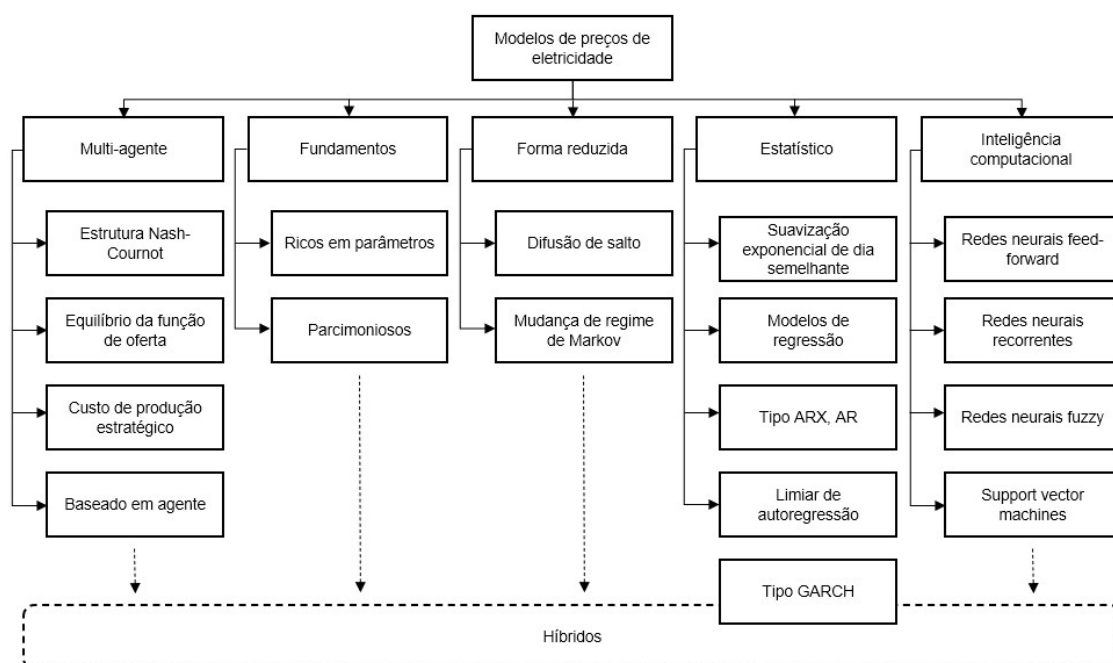 Modelos de preços de
eletricidade
Multi-agente
Fundamentos
Forma reduzida
Estatístico
Inteligência
computacional
Estrutura Nash-
Cournot
Equilíbrio da função
de oferta
Custo de produção
estratégico
Baseado em agente
Ricos em parâmetros
Parcimoniosos
Difusão de salto
Mudança de regime
de Markov
Suavização
exponencial de dia
semelhante
Modelos de
regressão
Tipo ARX, AR
Limiar de
autoregressão
Tipo GARCH
Redes neurais feed-
forward
Redes neurais
recorrentes
Redes neurais fuzzy
Support vector
machines
Híbridos